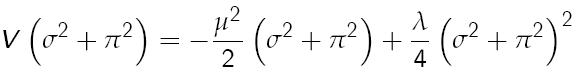 V(σ² + π²) = −μ²/2 (σ² + π²) + λ/4 (σ² + π²)²